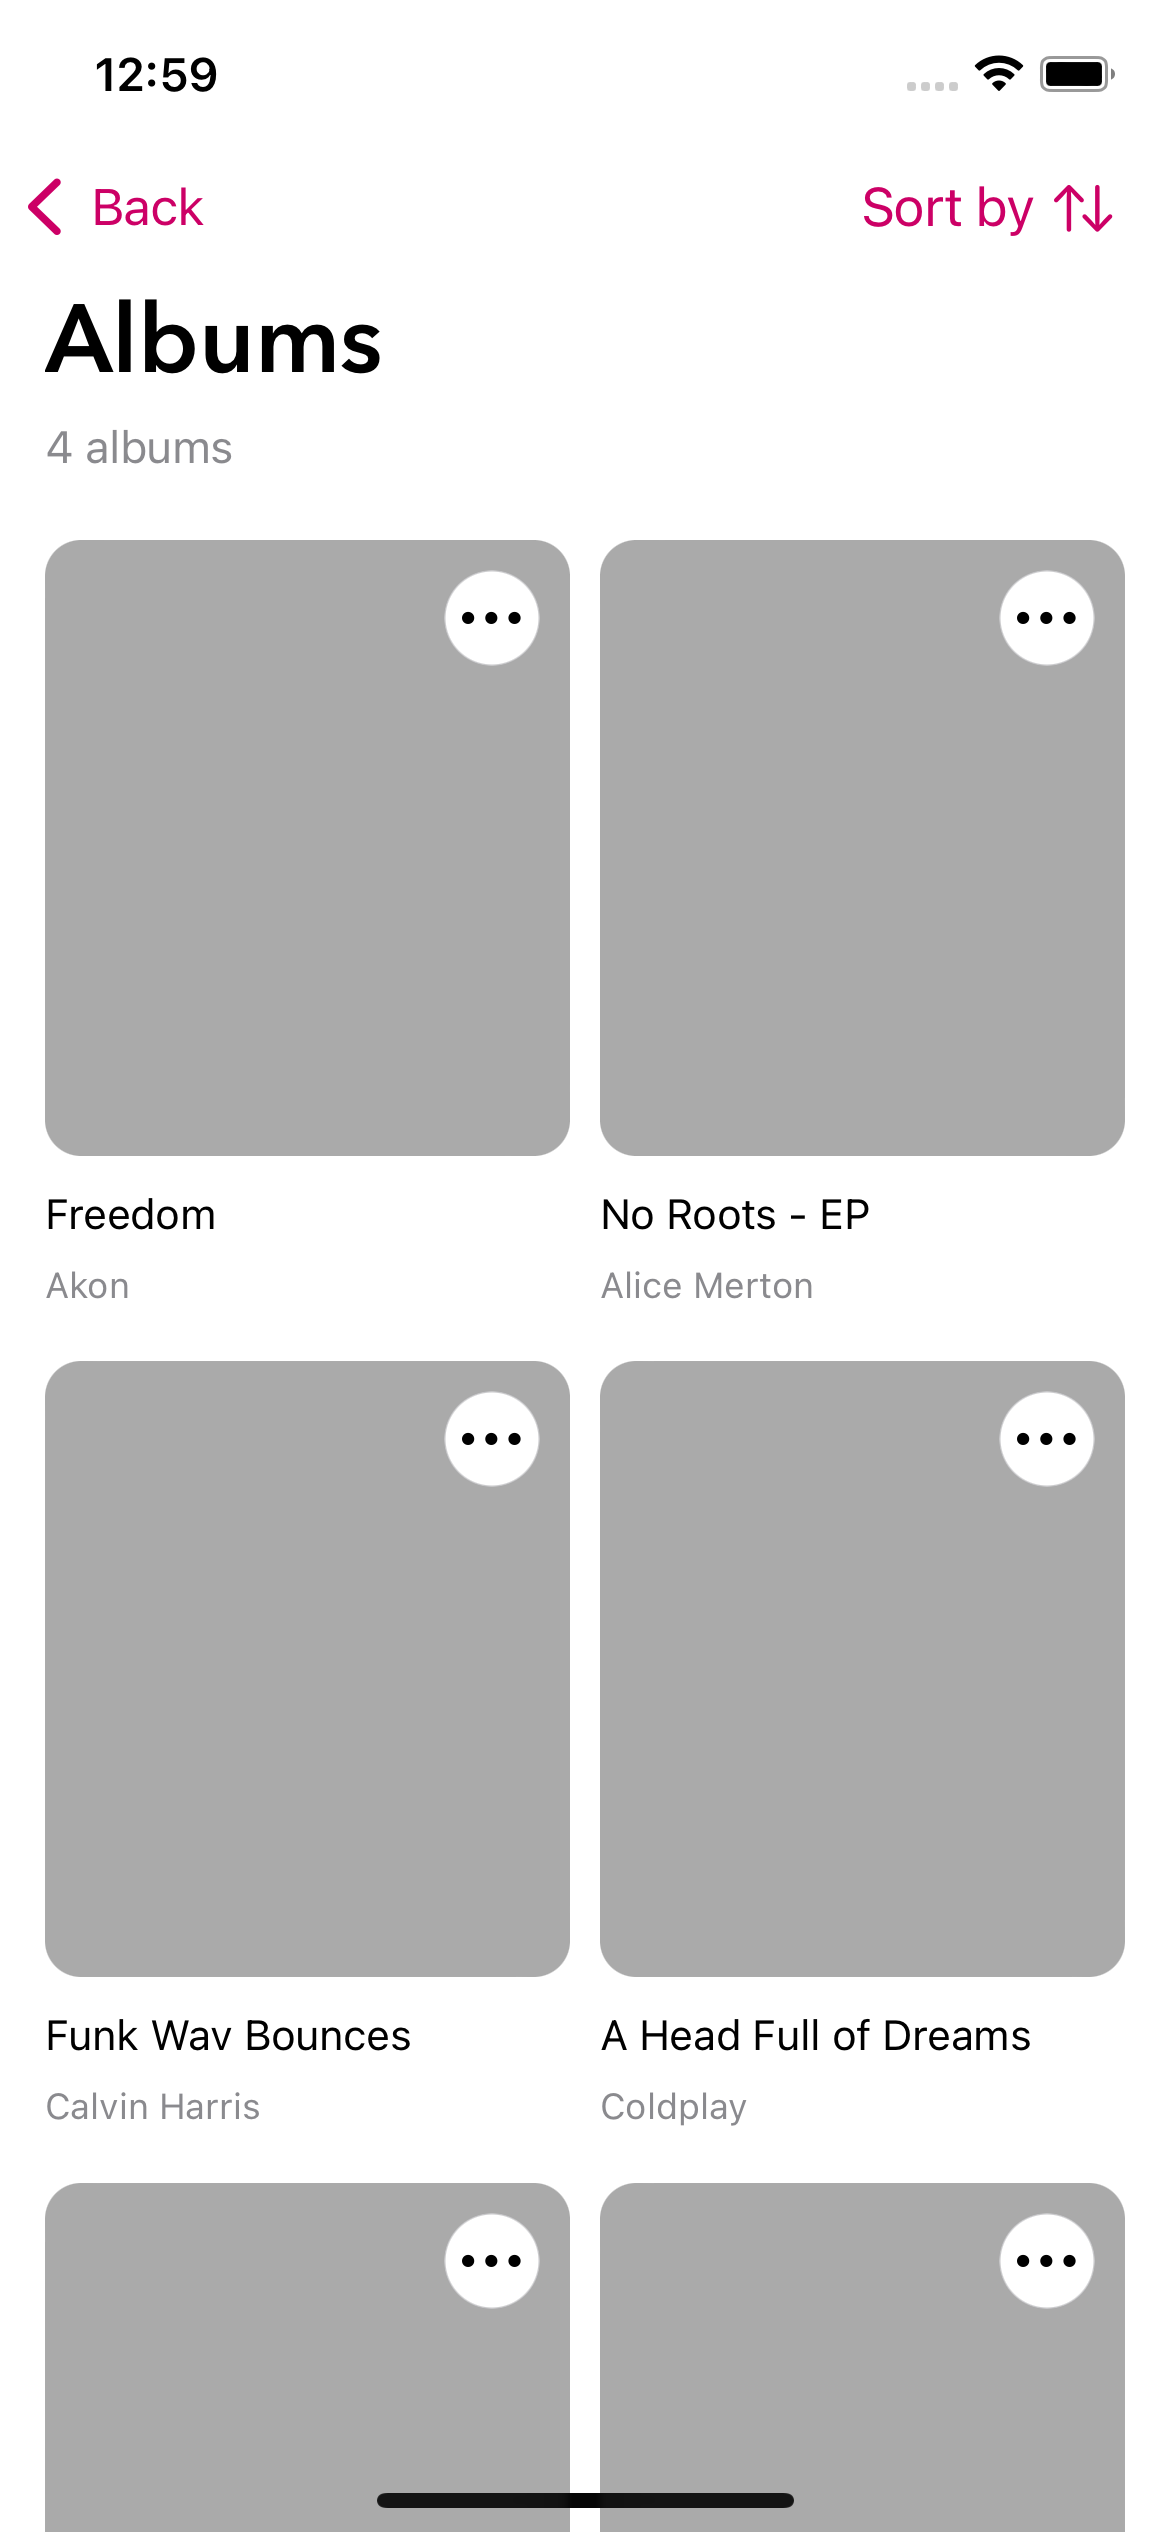 12:59
Back
Sort by
Albums
4 albums
Freedom
No Roots - EP
Akon
Alice Merton
Funk Wav Bounces
A Head Full of Dreams
Calvin Harris
Coldplay